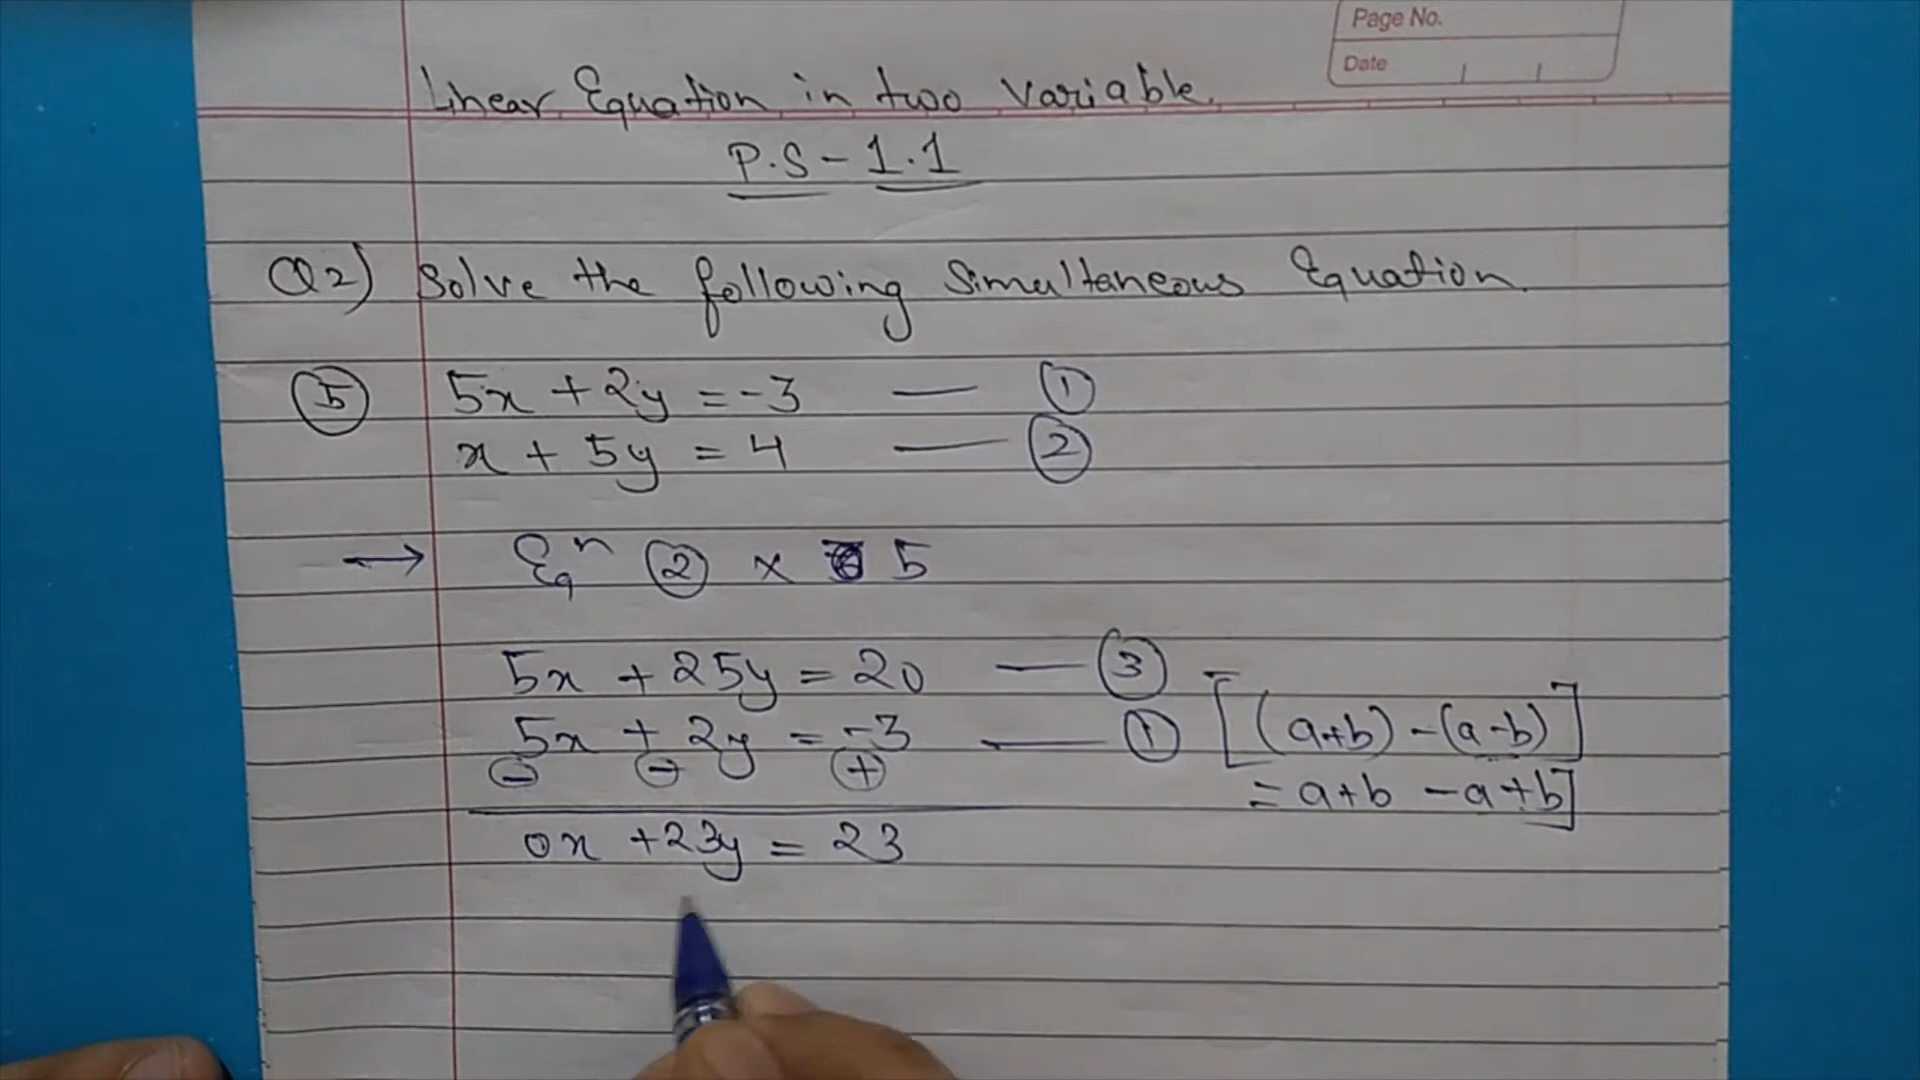 Page No.
Date
Linear Equation in two variable.
P.S - 1.1
Q2) Solve the following Simultaneous Equation.
⑤ 5x + 2y = -3 — ①
x + 5y = 4 — ②
→ Eqⁿ ② × 5
5x + 25y = 20 — ③
5x + 2y = -3 — ① [(a+b) - (a-b)]
⊖ ⊖ ⊕
= a+b - a+b]
0x + 23y = 23